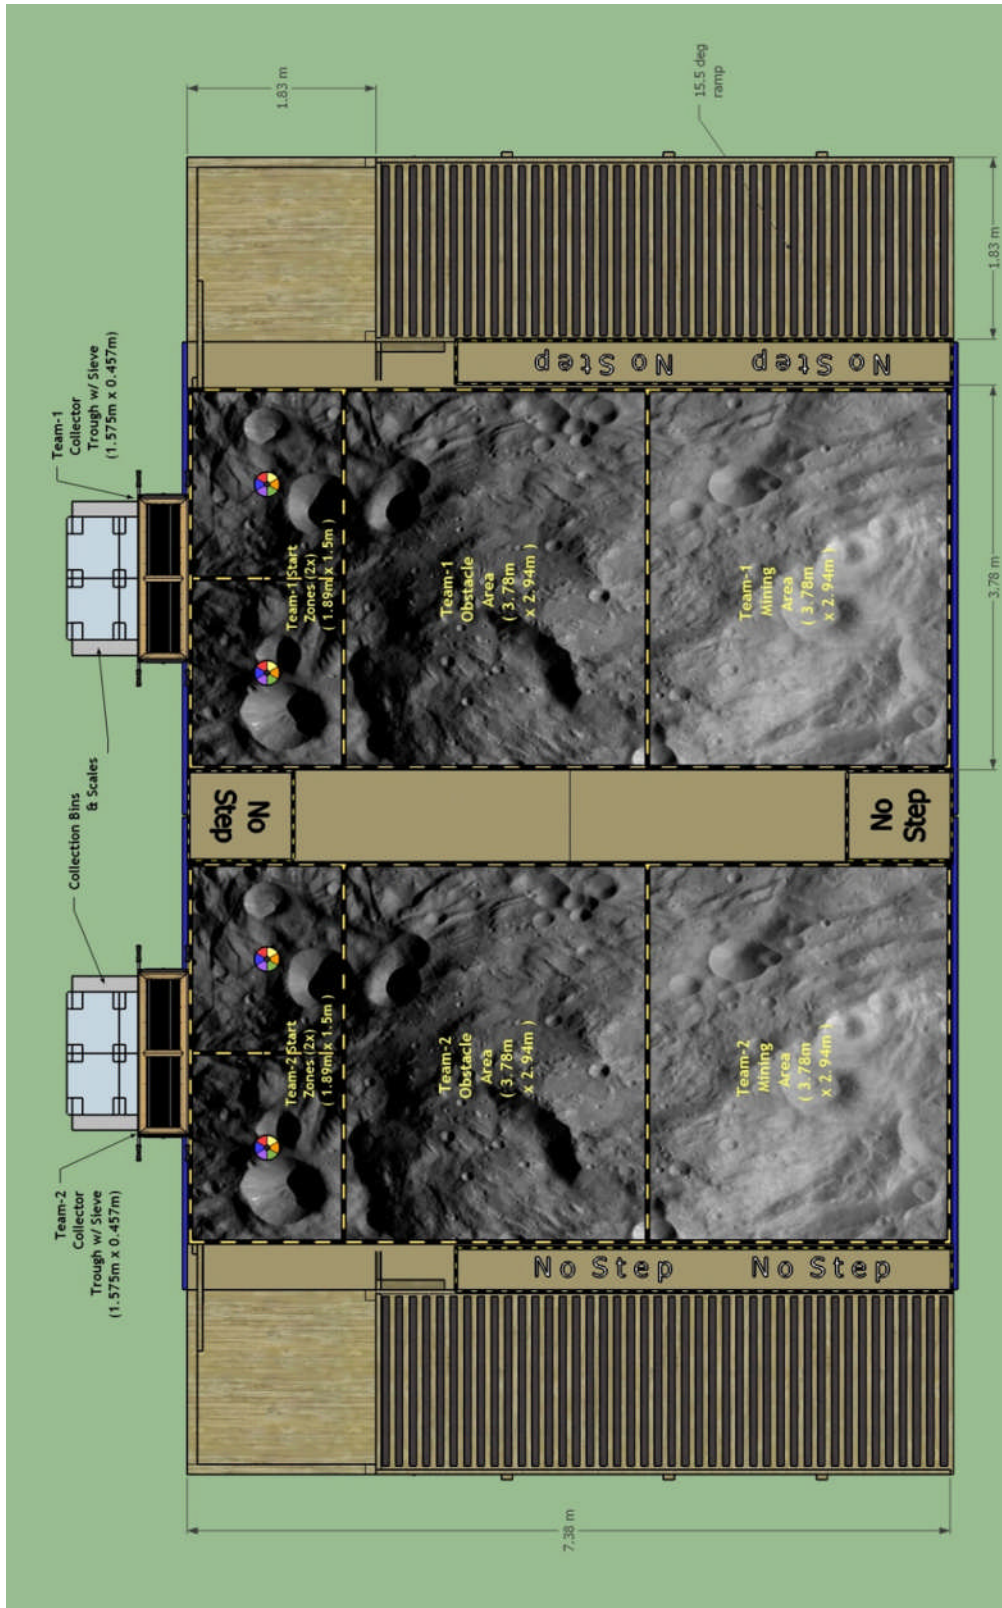 1.83 m
15.5 deg
ramp
1.83 m
Team-1
Collector
Trough w/ Sieve
(1.575m x 0.457m)
No Step
No Step
3.78 m
Team-1 Start
Zones (2x)
( 1.89m x 1.5m )
Team-1
Obstacle
Area
( 3.78m
x 2.94m )
Team-1
Mining
Area
( 3.78m
x 2.94m )
Collection Bins
& Scales
No
Step
No
Step
Team-2 Start
Zones (2x)
( 1.89m x 1.5m )
Team-2
Obstacle
Area
( 3.78m
x 2.94m )
Team-2
Mining
Area
( 3.78m
x 2.94m )
Team-2
Collector
Trough w/ Sieve
(1.575m x 0.457m)
No Step
No Step
7.38 m